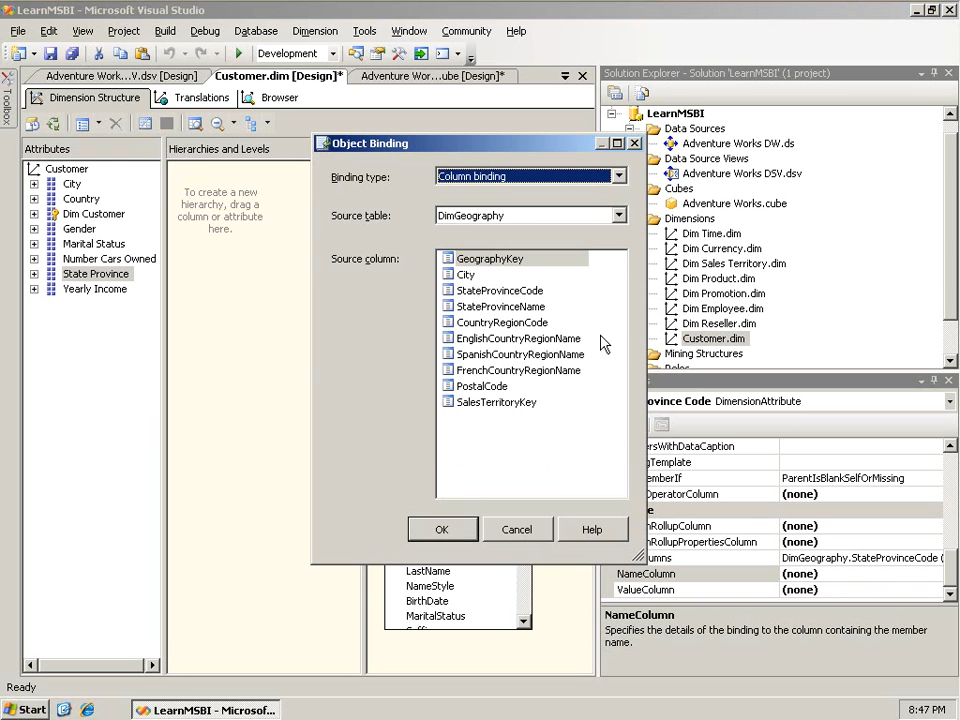 LearnMSBI - Microsoft Visual Studio
File Edit View Project Build Debug Database Dimension Tools Window Community Help
Development
Adventure Work...V.dsv [Design] Customer.dim [Design]* Adventure Wor...ube [Design]*
Solution Explorer - Solution 'LearnMSBI' (1 project)
Toolbox
Dimension Structure Translations Browser
LearnMSBI
Data Sources
Adventure Works DW.ds
Data Source Views
Adventure Works DSV.dsv
Cubes
Adventure Works.cube
Dimensions
Dim Time.dim
Dim Currency.dim
Dim Sales Territory.dim
Dim Product.dim
Dim Promotion.dim
Dim Employee.dim
Dim Reseller.dim
Customer.dim
Mining Structures
Attributes
Customer
City
Country
Dim Customer
Gender
Marital Status
Number Cars Owned
State Province
Yearly Income
Hierarchies and Levels
To create a new
hierarchy, drag a
column or attribute
here.
Object Binding
Binding type: Column binding
Source table: DimGeography
Source column:
GeographyKey
City
StateProvinceCode
StateProvinceName
CountryRegionCode
EnglishCountryRegionName
SpanishCountryRegionName
FrenchCountryRegionName
PostalCode
SalesTerritoryKey
OK Cancel Help
LastName
NameStyle
BirthDate
MaritalStatus
ovince Code DimensionAttribute
ersWithDataCaption
gTemplate
emberIf ParentIsBlankSelfOrMissing
OperatorColumn (none)
e
nRollupColumn (none)
nRollupPropertiesColumn (none)
umns DimGeography.StateProvinceCode (
NameColumn (none)
ValueColumn (none)
NameColumn
Specifies the details of the binding to the column containing the member
name.
Ready
Start LearnMSBI - Microsof... 8:47 PM